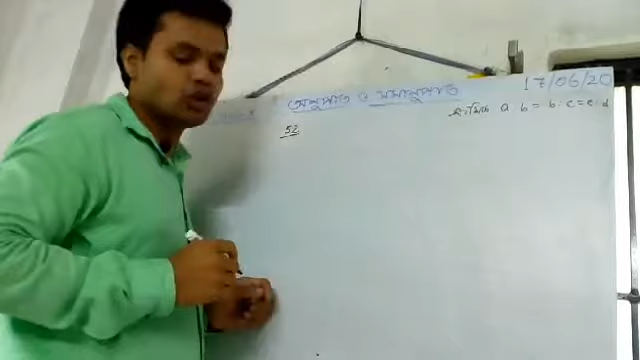 17/06/20
অনুপাত ও সমানুপাত
a b = b : c = c : d
52.